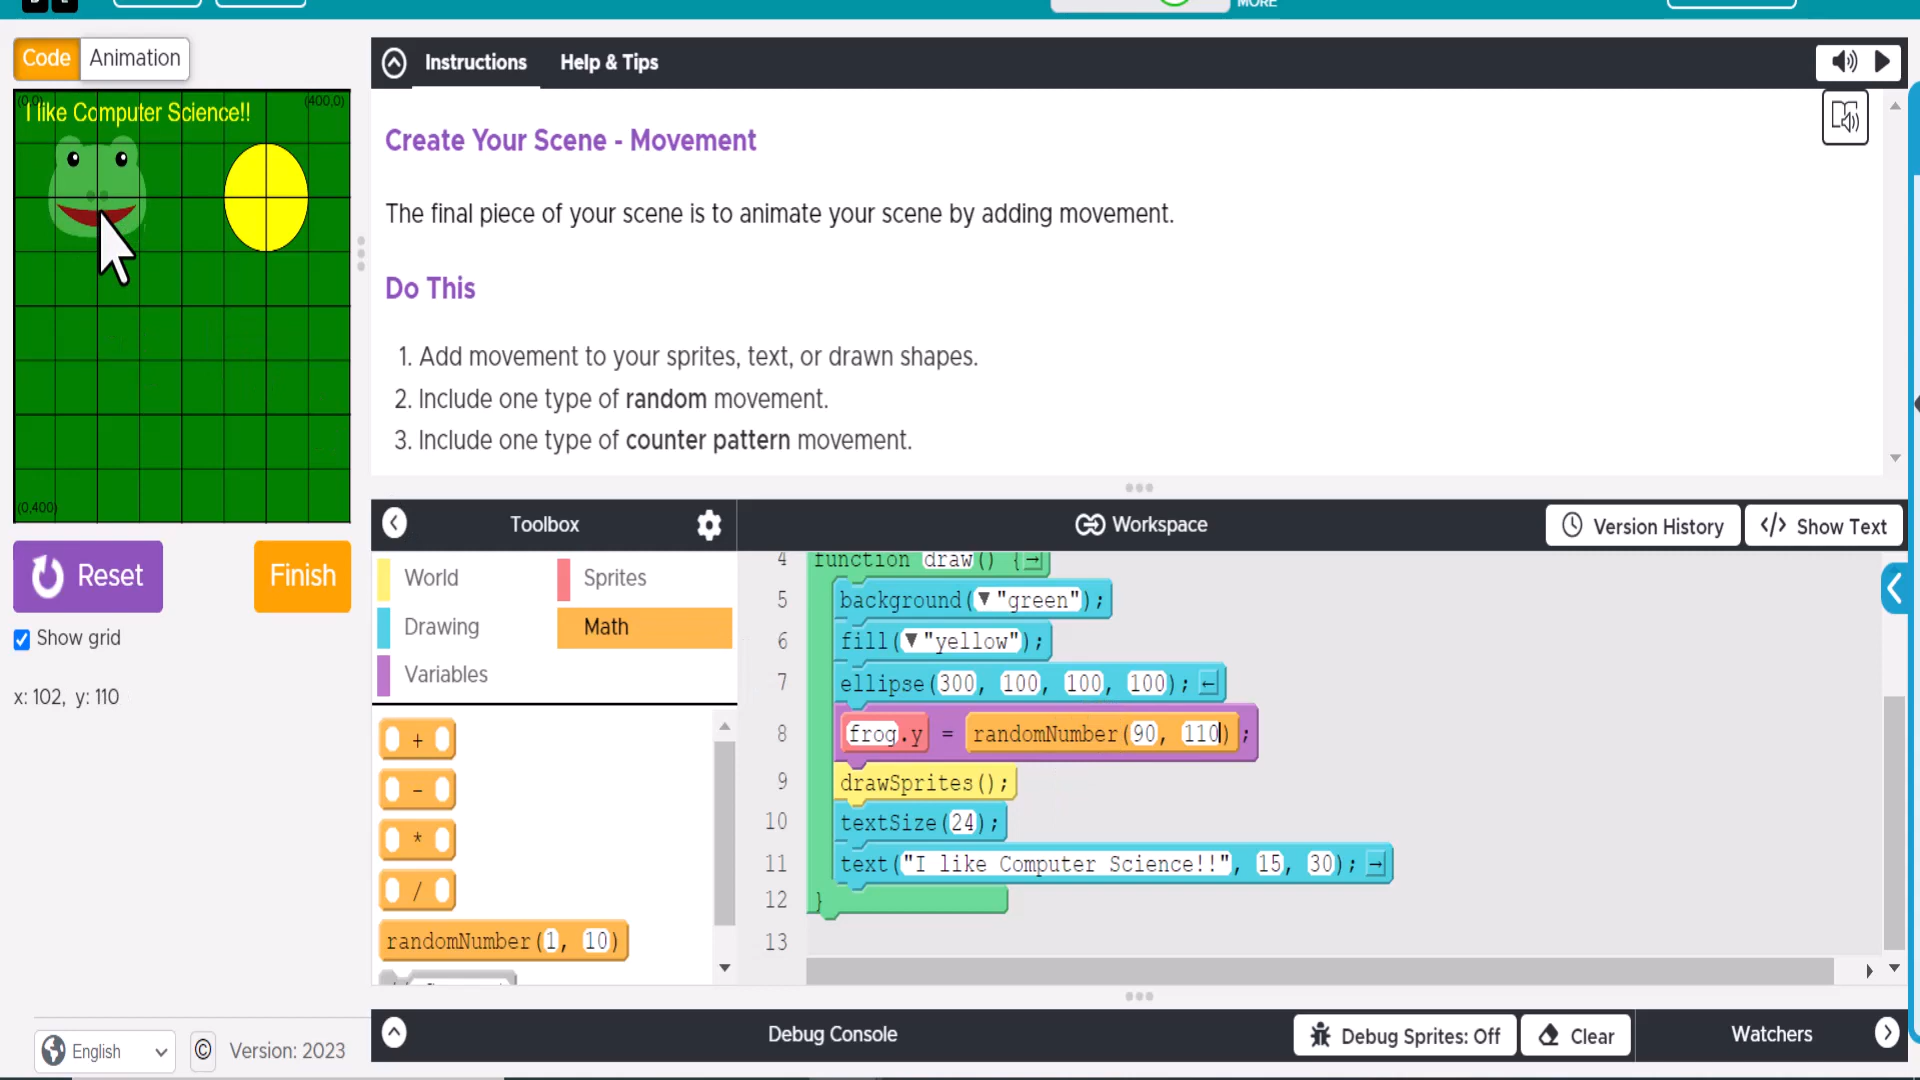 MORE
Code Animation
Instructions Help & Tips
(0,0) (400,0)
I like Computer Science!!
Create Your Scene - Movement
The final piece of your scene is to animate your scene by adding movement.
Do This
1. Add movement to your sprites, text, or drawn shapes.
2. Include one type of random movement.
3. Include one type of counter pattern movement.
(0,400)
Toolbox
Workspace
Version History
</> Show Text
Reset
Finish
Show grid
x: 102, y: 110
World
Sprites
Drawing
Math
Variables
+
-
*
/
randomNumber(1, 10)
4 function draw() {
5 background("green");
6 fill("yellow");
7 ellipse(300, 100, 100, 100);
8 frog.y = randomNumber(90, 110);
9 drawSprites();
10 textSize(24);
11 text("I like Computer Science!!", 15, 30);
12 }
13
English
© Version: 2023
Debug Console
Debug Sprites: Off
Clear
Watchers